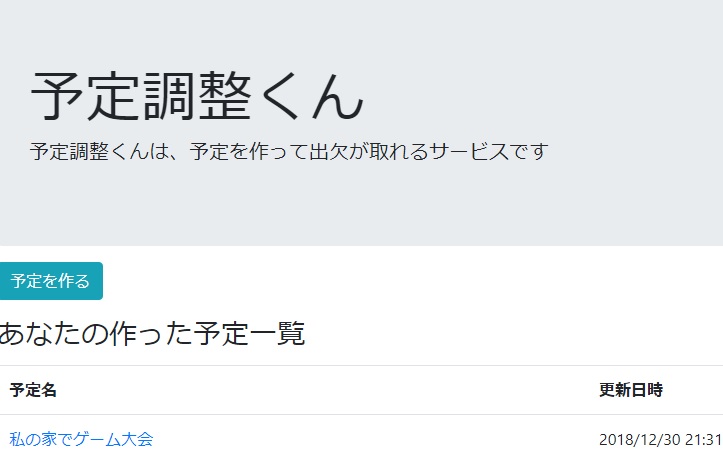 予定調整くん
予定調整くんは、予定を作って出欠が取れるサービスです
予定を作る
あなたの作った予定一覧
予定名 更新日時
私の家でゲーム大会 2018/12/30 21:31